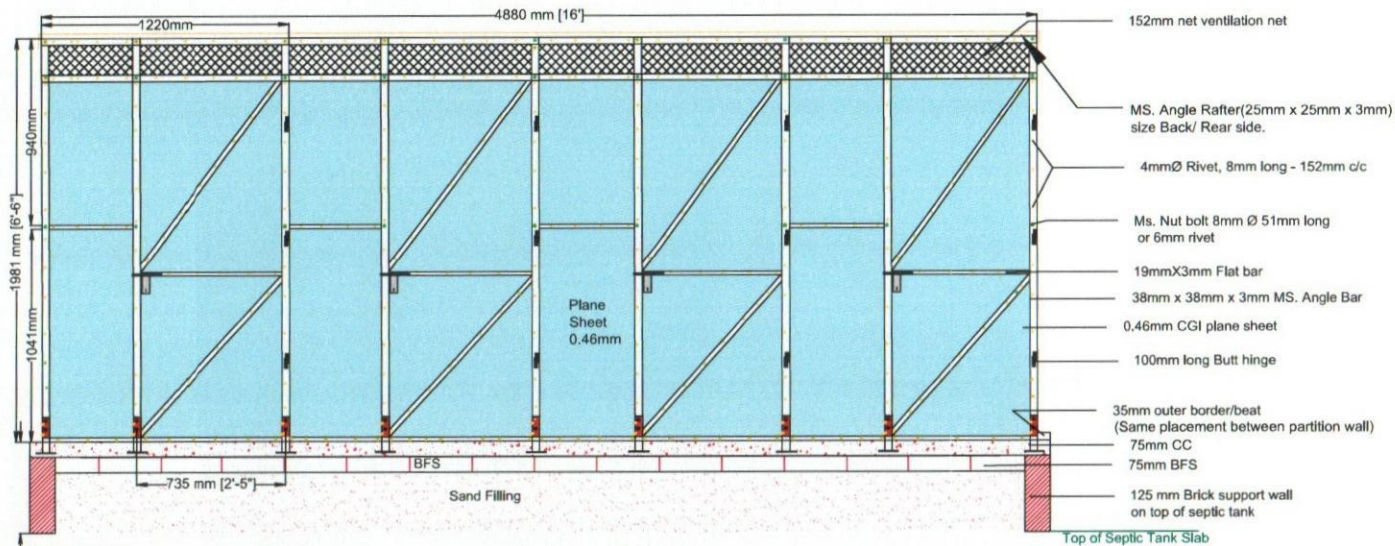 4880 mm [16']
1220mm
152mm net ventilation net
MS. Angle Rafter(25mm x 25mm x 3mm)
size Back/ Rear side.
940mm
4mmØ Rivet, 8mm long - 152mm c/c
1981 mm [6'-6"]
Ms. Nut bolt 8mm Ø 51mm long
or 6mm rivet
19mmX3mm Flat bar
38mm x 38mm x 3mm MS. Angle Bar
Plane
Sheet
0.46mm
1041mm
0.46mm CGI plane sheet
100mm long Butt hinge
35mm outer border/beat
(Same placement between partition wall)
75mm CC
BFS
75mm BFS
735 mm [2'-5"]
Sand Filling
125 mm Brick support wall
on top of septic tank
Top of Septic Tank Slab